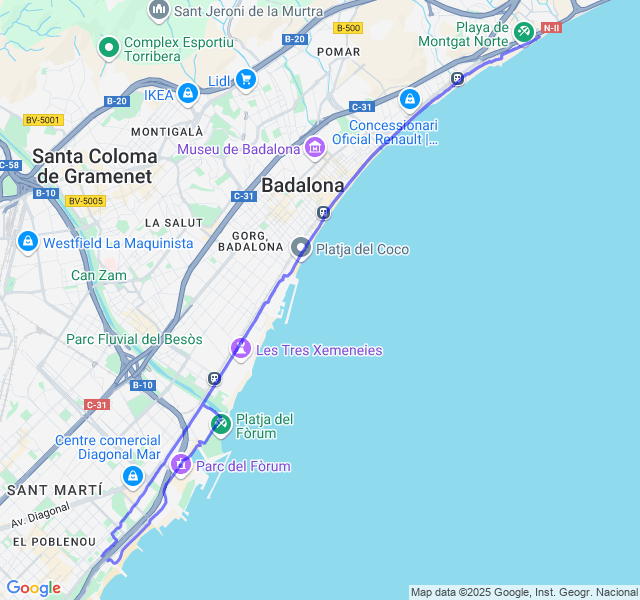 Sant Jeroni de la Murtra
Playa de
Montgat Norte
N-II
B-500
B-20
POMAR
Complex Esportiu
Torribera
Lidl
IKEA
B-20
C-31
BV-5001
Concessionari
Oficial Renault |...
MONTIGALÀ
Museu de Badalona
Santa Coloma
de Gramenet
C-58
B-10
Badalona
C-31
BV-5005
LA SALUT
GORG,
BADALONA
Westfield La Maquinista
Platja del Coco
Can Zam
Parc Fluvial del Besòs
Les Tres Xemeneies
B-10
C-31
Platja del
Fòrum
Centre comercial
Diagonal Mar
Parc del Fòrum
SANT MARTÍ
Av. Diagonal
EL POBLENOU
Google
Map data ©2025 Google, Inst. Geogr. Nacional